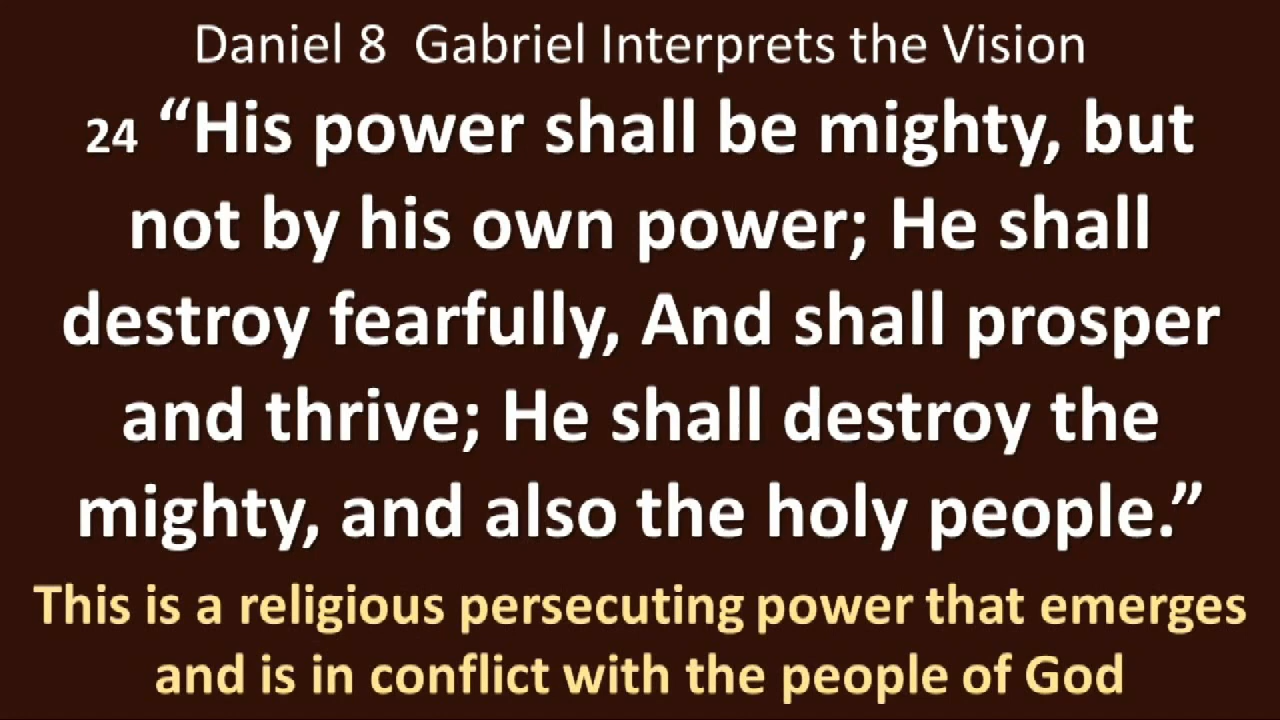 Daniel 8 Gabriel Interprets the Vision
24 “His power shall be mighty, but
not by his own power; He shall
destroy fearfully, And shall prosper
and thrive; He shall destroy the
mighty, and also the holy people.”
This is a religious persecuting power that emerges
and is in conflict with the people of God